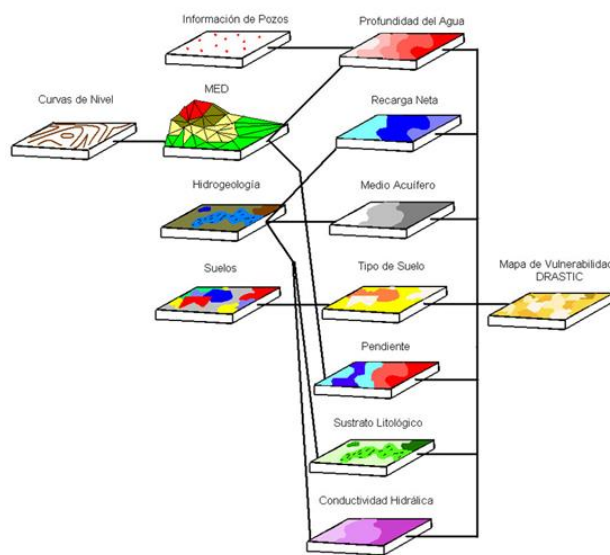 Información de Pozos
Profundidad del Agua
Curvas de Nivel
MED
Recarga Neta
Hidrogeología
Medio Acuífero
Suelos
Tipo de Suelo
Mapa de Vulnerabilidad
DRASTIC
Pendiente
Sustrato Litológico
Conductividad Hidrálica